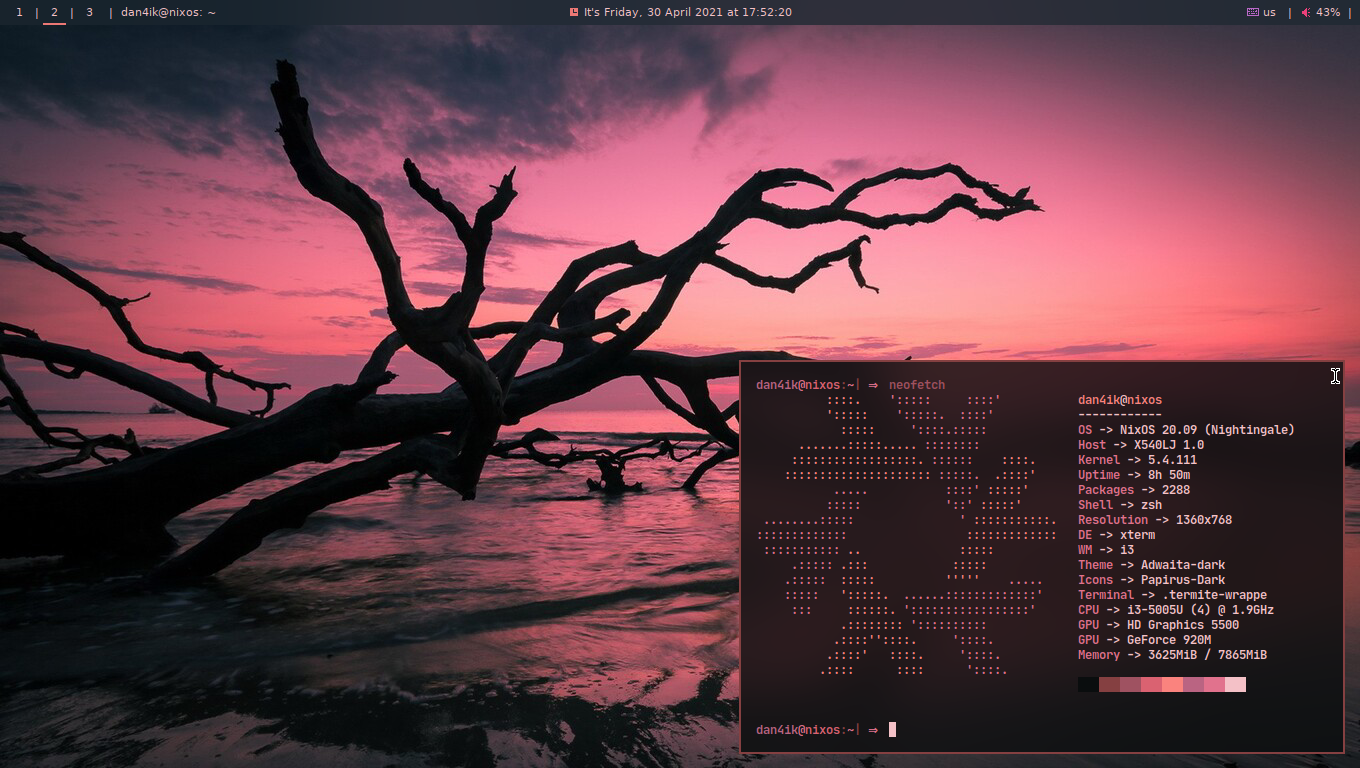 1 | 2 | 3 | dan4ik@nixos: ~
It's Friday, 30 April 2021 at 17:52:20
us | 43% |
dan4ik@nixos:~| ⇒ neofetch
dan4ik@nixos
------------
OS -> NixOS 20.09 (Nightingale)
Host -> X540LJ 1.0
Kernel -> 5.4.111
Uptime -> 8h 50m
Packages -> 2288
Shell -> zsh
Resolution -> 1360x768
DE -> xterm
WM -> i3
Theme -> Adwaita-dark
Icons -> Papirus-Dark
Terminal -> .termite-wrappe
CPU -> i3-5005U (4) @ 1.9GHz
GPU -> HD Graphics 5500
GPU -> GeForce 920M
Memory -> 3625MiB / 7865MiB
dan4ik@nixos:~| ⇒